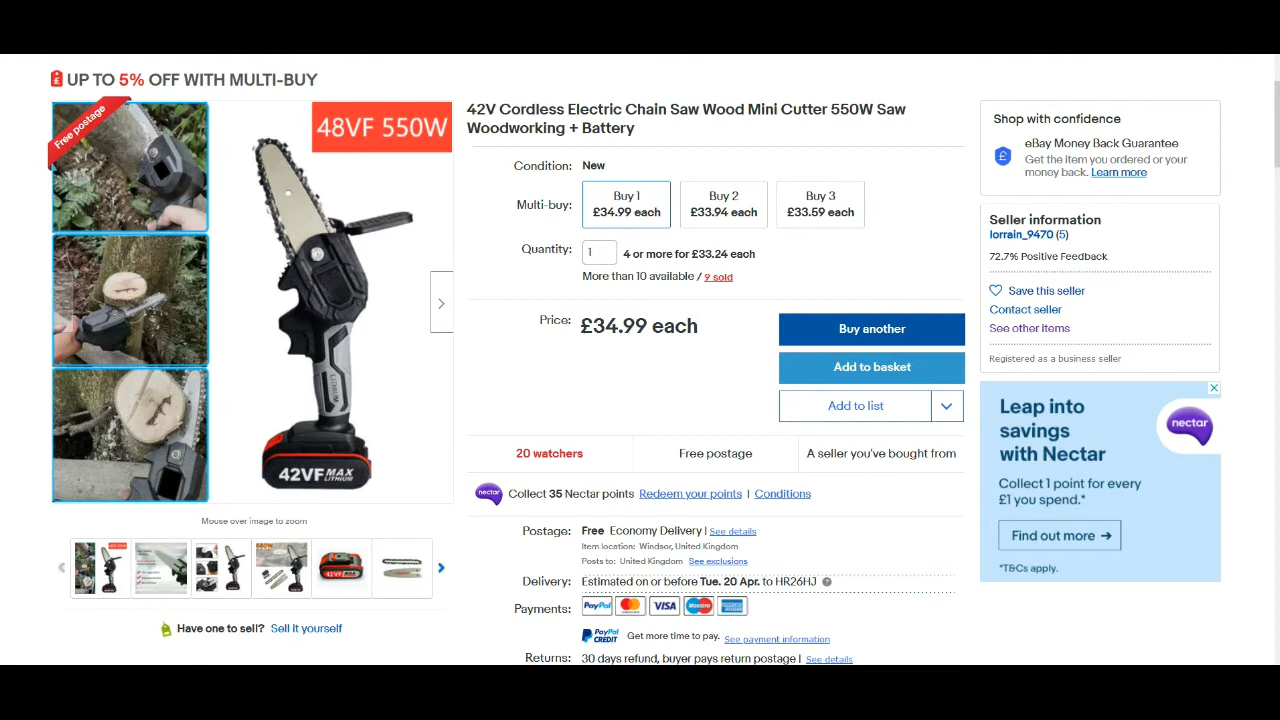 UP TO 5% OFF WITH MULTI-BUY
Free postage
48VF 550W
42VF MAX
LITHIUM
Mouse over image to zoom
Have one to sell? Sell it yourself
42V Cordless Electric Chain Saw Wood Mini Cutter 550W Saw
Woodworking + Battery
Condition: New
Multi-buy:
Buy 1
£34.99 each
Buy 2
£33.94 each
Buy 3
£33.59 each
Quantity: 1 4 or more for £33.24 each
More than 10 available / 9 sold
Price: £34.99 each
Buy another
Add to basket
Add to list
20 watchers
Free postage
A seller you've bought from
nectar Collect 35 Nectar points Redeem your points | Conditions
Postage: Free Economy Delivery | See details
Item location: Windsor, United Kingdom
Posts to: United Kingdom See exclusions
Delivery: Estimated on or before Tue. 20 Apr. to HR26HJ ?
Payments: PayPal VISA Maestro
PayPal CREDIT Get more time to pay. See payment information
Returns: 30 days refund, buyer pays return postage | See details
Shop with confidence
eBay Money Back Guarantee
Get the item you ordered or your
money back. Learn more
Seller information
lorrain_9470 (5)
72.7% Positive Feedback
Save this seller
Contact seller
See other items
Registered as a business seller
Leap into
savings
with Nectar
nectar
Collect 1 point for every
£1 you spend.*
Find out more →
*T&Cs apply.